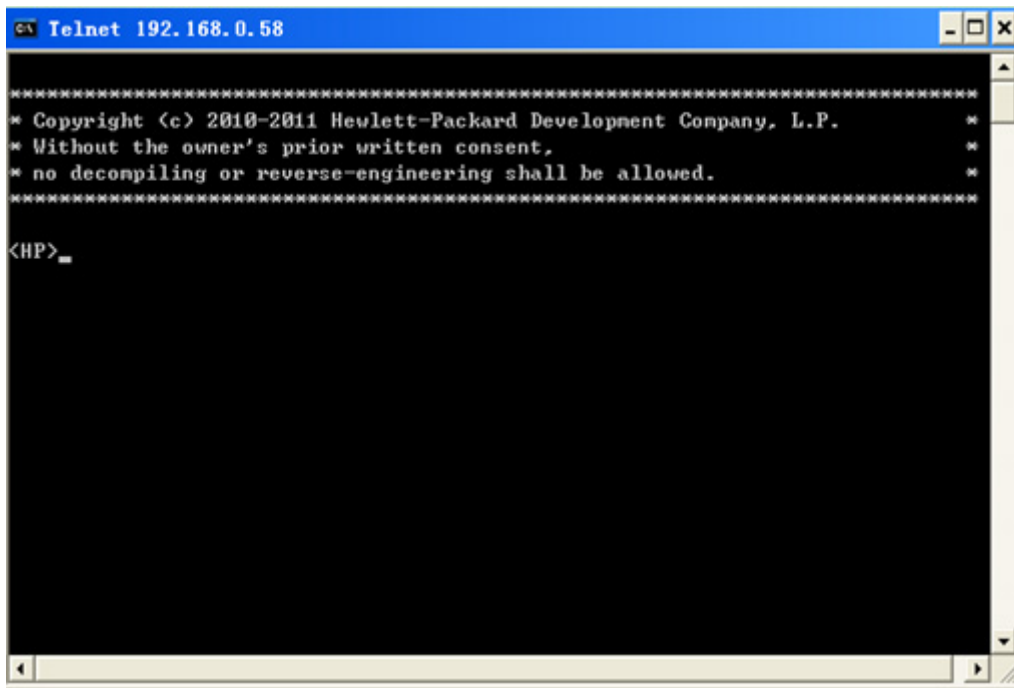 Telnet 192.168.0.58
********************************************************************************
* Copyright (c) 2010-2011 Hewlett-Packard Development Company, L.P. *
* Without the owner's prior written consent, *
* no decompiling or reverse-engineering shall be allowed. *
********************************************************************************
<HP>_